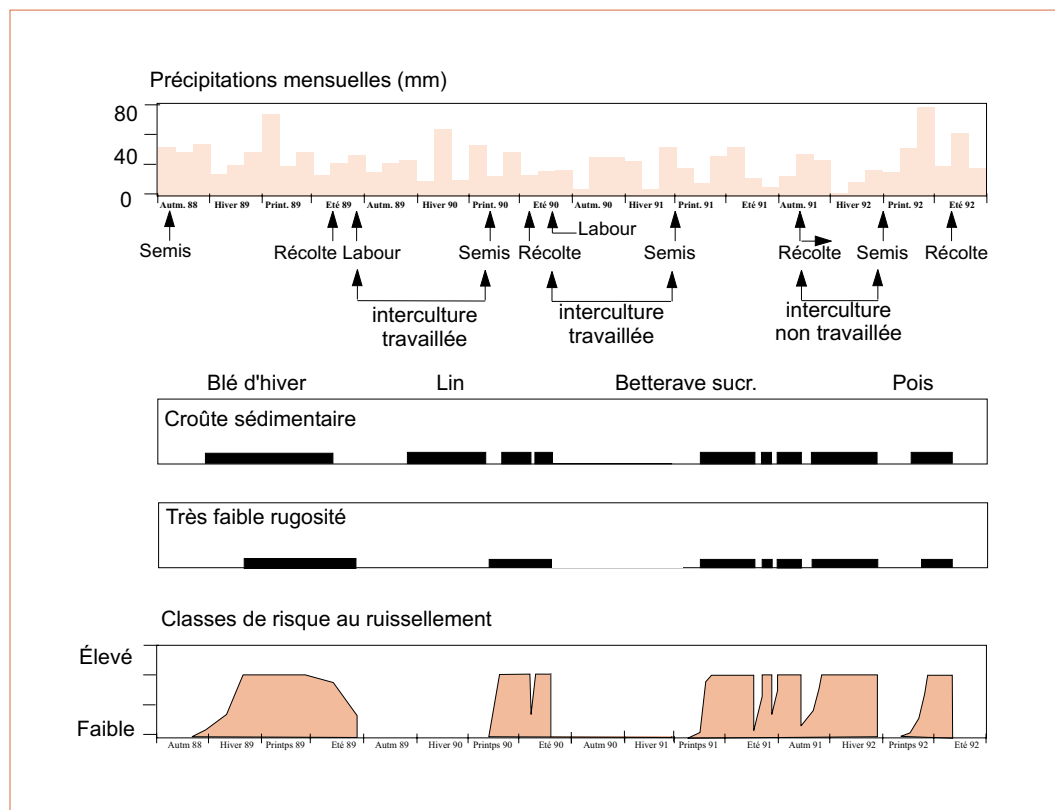 Précipitations mensuelles (mm)
80
40
0
Autm. 88 Hiver 89 Print. 89 Eté 89 Autm. 89 Hiver 90 Print. 90 Eté 90 Autm. 90 Hiver 91 Print. 91 Eté 91 Autm. 91 Hiver 92 Print. 92 Eté 92
Labour
Semis Récolte Labour Semis Récolte Semis Récolte Semis Récolte
interculture interculture interculture
travaillée travaillée non travaillée
Blé d'hiver Lin Betterave sucr. Pois
Croûte sédimentaire
Très faible rugosité
Classes de risque au ruissellement
Élevé
Faible
Autm 88 Hiver 89 Printps 89 Eté 89 Autm 89 Hiver 90 Printps 90 Eté 90 Autm 90 Hiver 91 Printps 91 Eté 91 Autm 91 Hiver 92 Printps 92 Eté 92